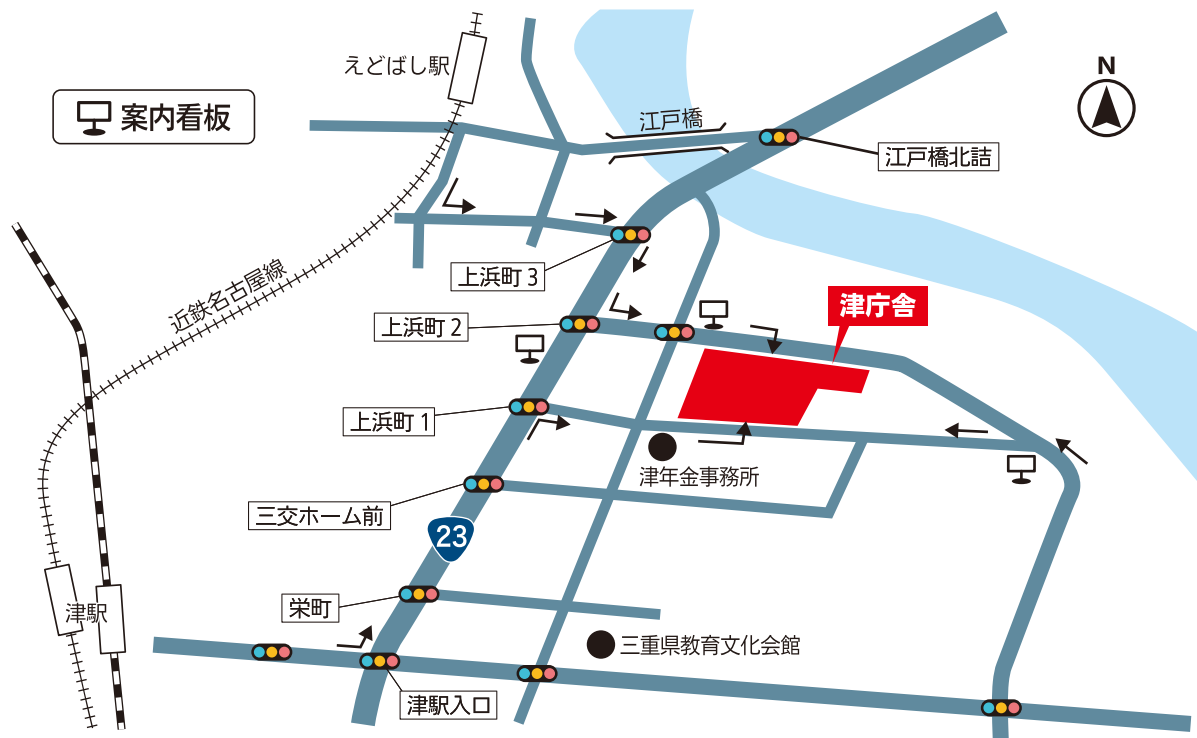 えどばし駅
N
案内看板
江戸橋
江戸橋北詰
上浜町 3
近鉄名古屋線
津庁舎
上浜町 2
上浜町 1
津年金事務所
三交ホーム前
23
栄町
津駅
三重県教育文化会館
津駅入口